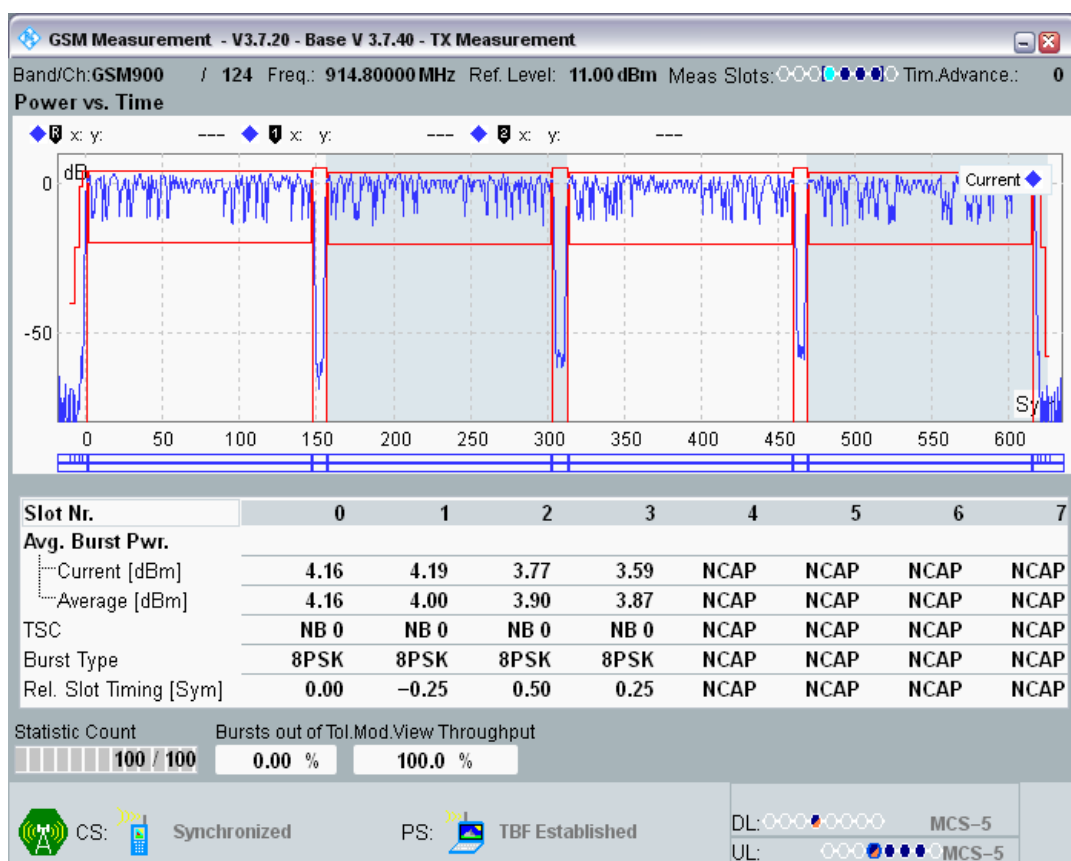 GSM Measurement - V3.7.20 - Base V 3.7.40 - TX Measurement
Band/Ch:GSM900 / 124 Freq.: 914.80000 MHz Ref. Level: 11.00 dBm Meas Slots: Tim.Advance.: 0
Power vs. Time
R x: y: --- 1 x: y: --- 2 x: y: ---
dB
Current
0
-50
Sy
0 50 100 150 200 250 300 350 400 450 500 550 600
Slot Nr. 0 1 2 3 4 5 6 7
Avg. Burst Pwr.
Current [dBm] 4.16 4.19 3.77 3.59 NCAP NCAP NCAP NCAP
Average [dBm] 4.16 4.00 3.90 3.87 NCAP NCAP NCAP NCAP
TSC NB 0 NB 0 NB 0 NB 0 NCAP NCAP NCAP NCAP
Burst Type 8PSK 8PSK 8PSK 8PSK NCAP NCAP NCAP NCAP
Rel. Slot Timing [Sym] 0.00 −0.25 0.50 0.25 NCAP NCAP NCAP NCAP
Statistic Count Bursts out of Tol. Mod.View Throughput
100 / 100 0.00 % 100.0 %
CS: Synchronized PS: TBF Established
DL: MCS−5
UL: MCS−5